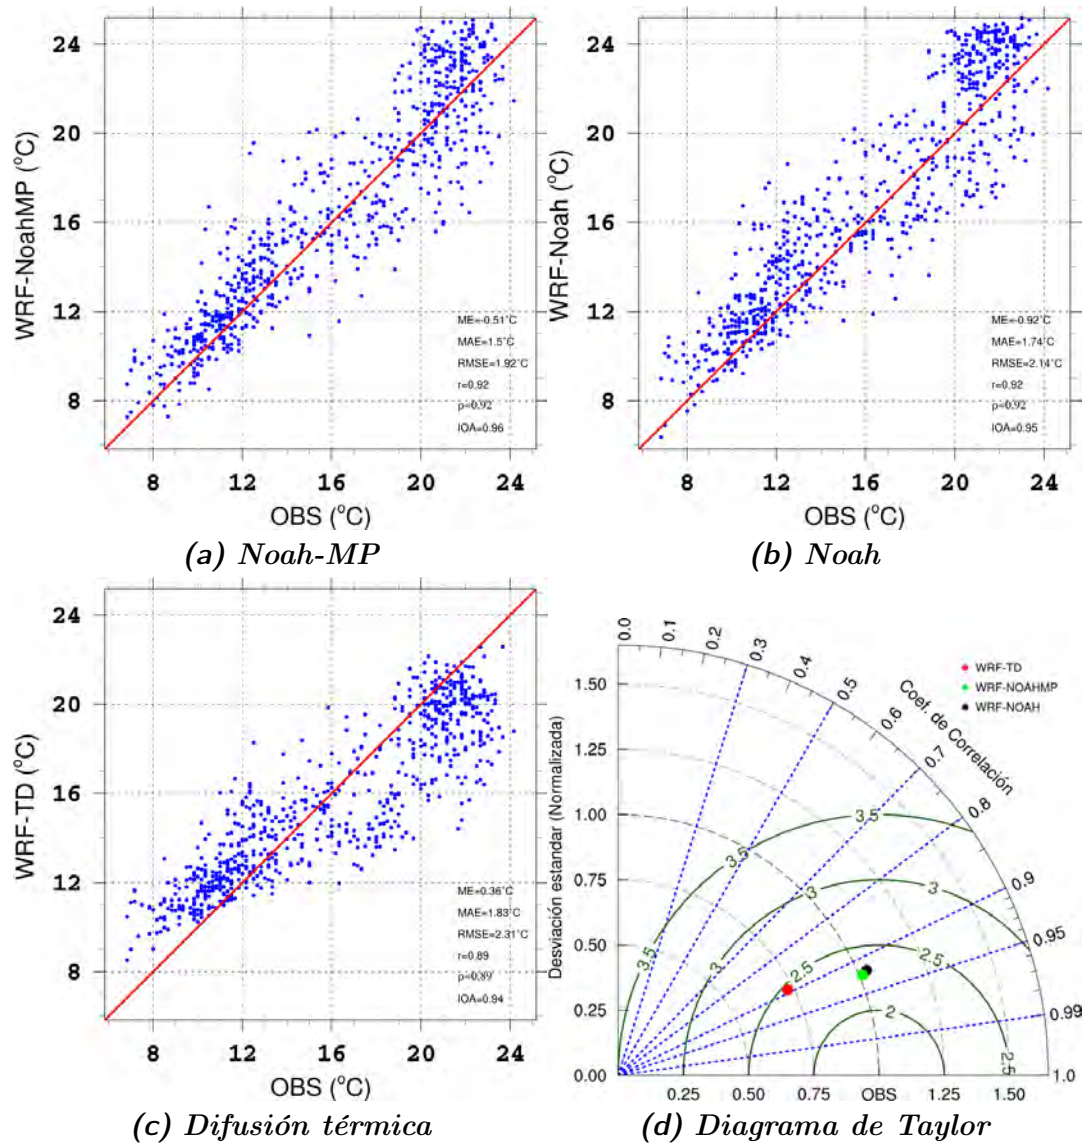 24
20
16
12
8
WRF-NoahMP (°C)
ME=-0.51°C
MAE=1.5°C
RMSE=1.92°C
r=0.92
p=0.92
IOA=0.96
8 12 16 20 24
OBS (°C)
(a) Noah-MP
24
20
16
12
8
WRF-Noah (°C)
ME=-0.92°C
MAE=1.74°C
RMSE=2.14°C
r=0.92
p=0.92
IOA=0.95
8 12 16 20 24
OBS (°C)
(b) Noah
24
20
16
12
8
WRF-TD (°C)
ME=0.36°C
MAE=1.83°C
RMSE=2.31°C
r=0.89
p=0.89
IOA=0.94
8 12 16 20 24
OBS (°C)
(c) Difusión térmica
WRF-TD
WRF-NOAHMP
WRF-NOAH
Coef. de Correlación
0.0 0.1 0.2 0.3 0.4 0.5 0.6 0.7 0.8 0.9 0.95 0.99 1.0
Desviación estandar (Normalizada)
1.50
1.25
1.00
0.75
0.50
0.25
0.00
3.5 3.5 3.5
3 3
2.5 2.5 2.5
2
0.25 0.50 0.75 OBS 1.25 1.50
(d) Diagrama de Taylor